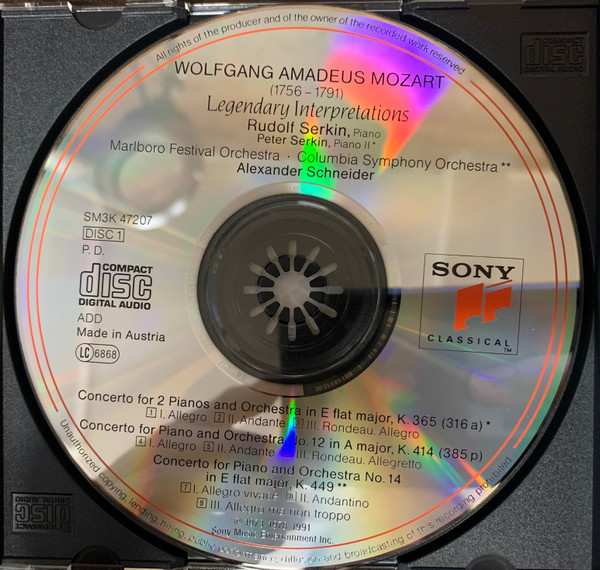 All rights of the producer and of the owner of the recorded work reserved
WOLFGANG AMADEUS MOZART
(1756 – 1791)
Legendary Interpretations
Rudolf Serkin, Piano
Peter Serkin, Piano II*
Marlboro Festival Orchestra · Columbia Symphony Orchestra**
Alexander Schneider
SM3K 47207
DISC 1
P. D.
COMPACT
disc
DIGITAL AUDIO
ADD
Made in Austria
LC 6868
SONY
CLASSICAL
TM
Concerto for 2 Pianos and Orchestra in E flat major, K. 365 (316 a) *
1 I. Allegro 2 II. Andante 3 III. Rondeau. Allegro
Concerto for Piano and Orchestra No. 12 in A major, K. 414 (385 p)
4 I. Allegro 5 II. Andante III. Rondeau. Allegretto
Concerto for Piano and Orchestra No. 14
in E flat major, K. 449 **
7 I. Allegro vivace II. Andantino
9 III. Allegro ma non troppo
1991
Sony Music Entertainment Inc.
Unauthorized copying, lending, hiring, public performance, diffusion and broadcasting of this recording prohibited
COMPACT
disc
DIGITAL AUDIO
disc
DIGITAL AUDIO